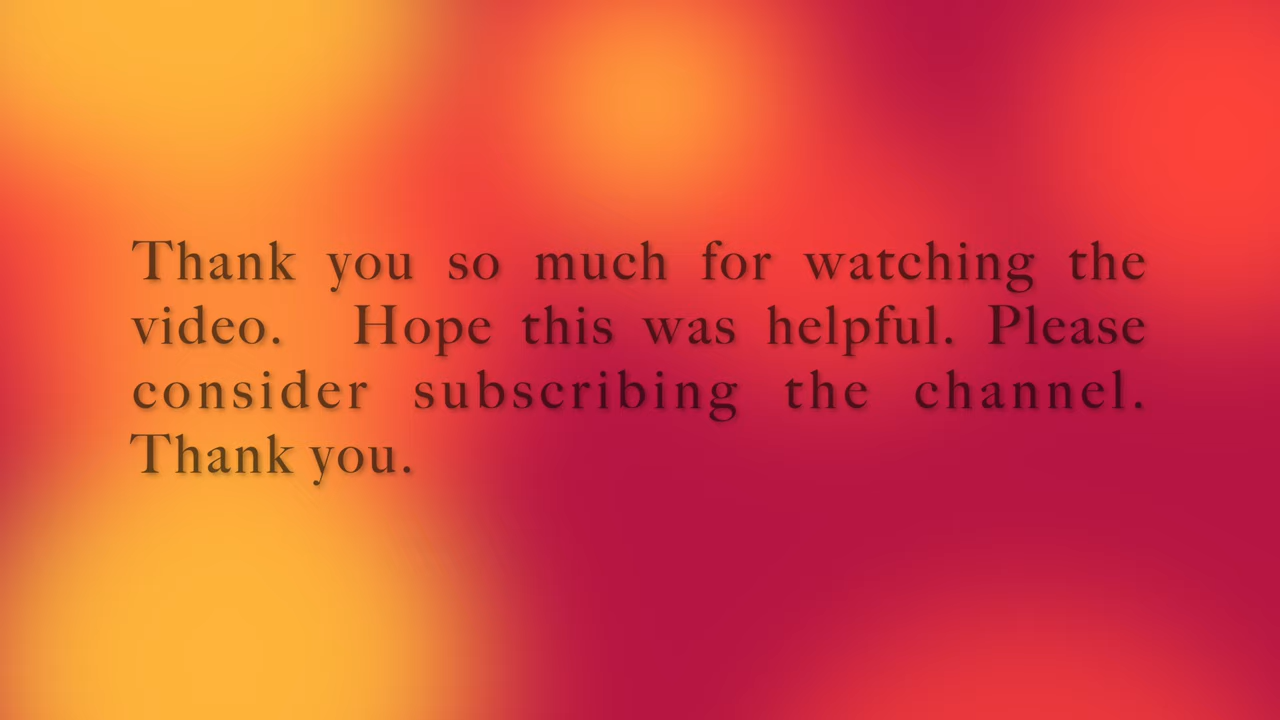 Thank you so much for watching the
video.  Hope this was helpful. Please
consider subscribing the channel.
Thank you.